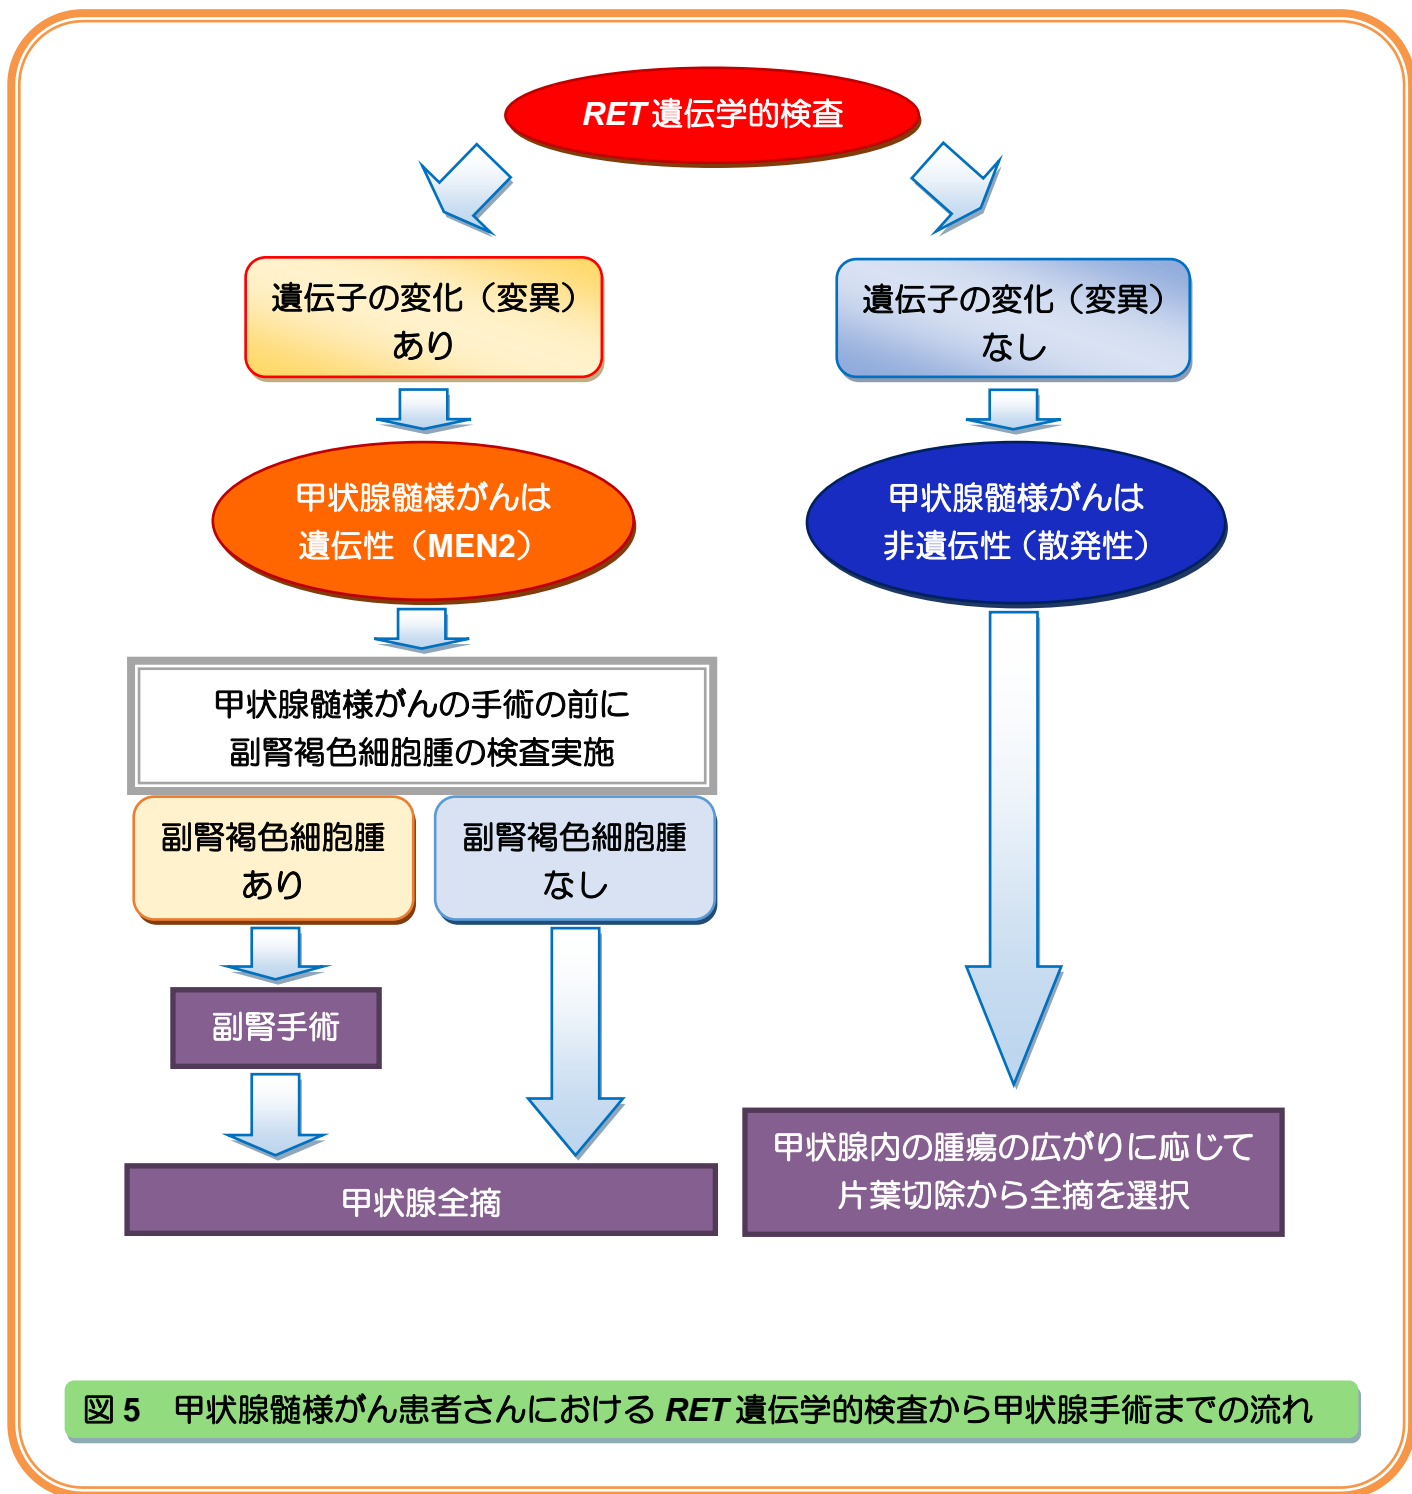 RET 遺伝学的検査
遺伝子の変化（変異）
あり
遺伝子の変化（変異）
なし
甲状腺髄様がんは
遺伝性（MEN2）
甲状腺髄様がんは
非遺伝性（散発性）
甲状腺髄様がんの手術の前に
副腎褐色細胞腫の検査実施
副腎褐色細胞腫
あり
副腎褐色細胞腫
なし
副腎手術
甲状腺全摘
甲状腺内の腫瘍の広がりに応じて
片葉切除から全摘を選択
図 5　甲状腺髄様がん患者さんにおける RET 遺伝学的検査から甲状腺手術までの流れ